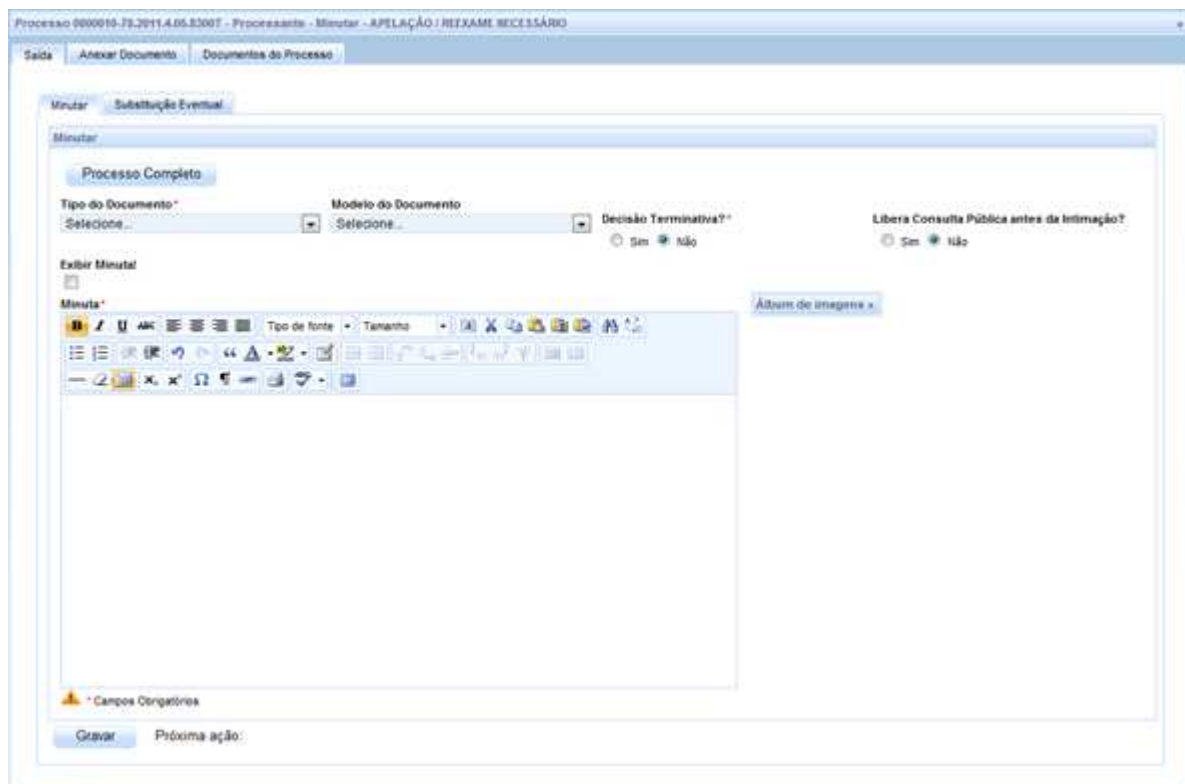 Processo 0000010-78.2011.4.05.8300T - Processante - Minutar - APELAÇÃO / REEXAME NECESSÁRIO
Saída Anexar Documento Documentos do Processo
Minutar Substituição Eventual
Minutar
Processo Completo
Tipo do Documento* Modelo do Documento Decisão Terminativa?* Libera Consulta Pública antes da Intimação?
Selecione... Selecione... Sim Não Sim Não
Exibir Minuta!
Minuta* Álbum de imagens »
B I U ABC Tipo de fonte Tamanho
* Campos Obrigatórios
Gravar Próxima ação: